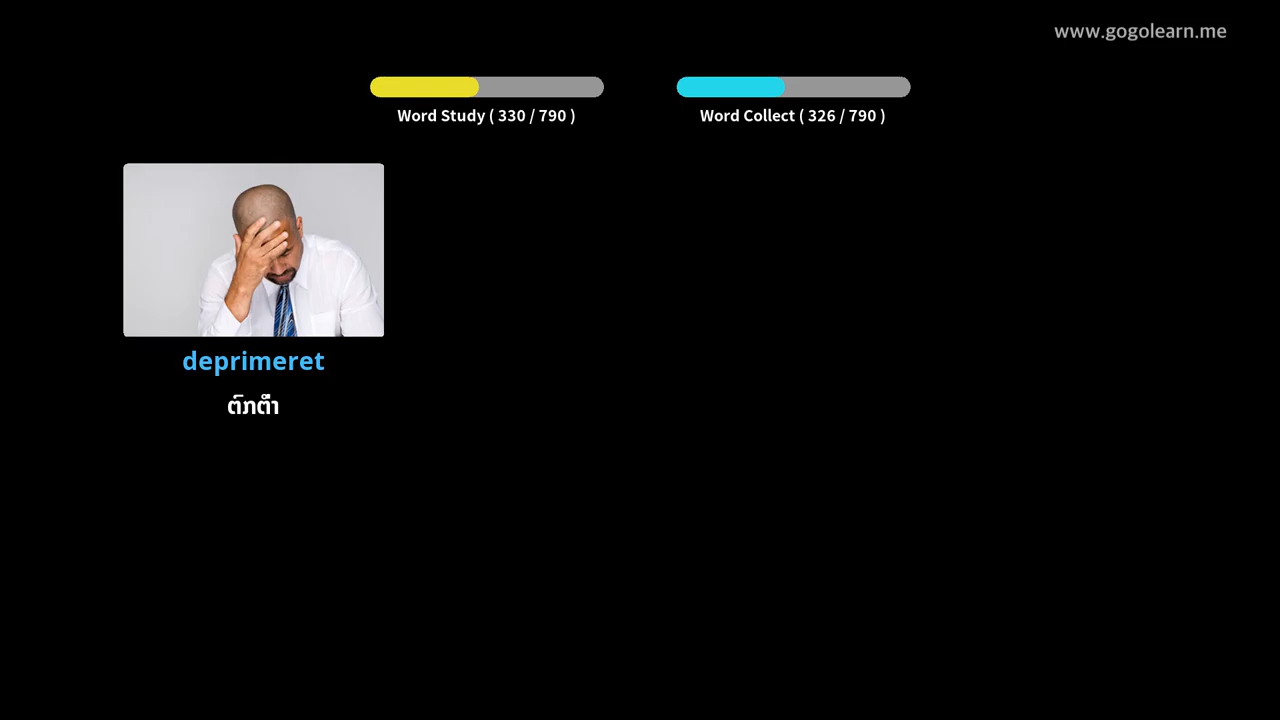 www.gogolearn.me
Word Study ( 330 / 790 )
Word Collect ( 326 / 790 )
deprimeret
ຕົກຕໍ່າ